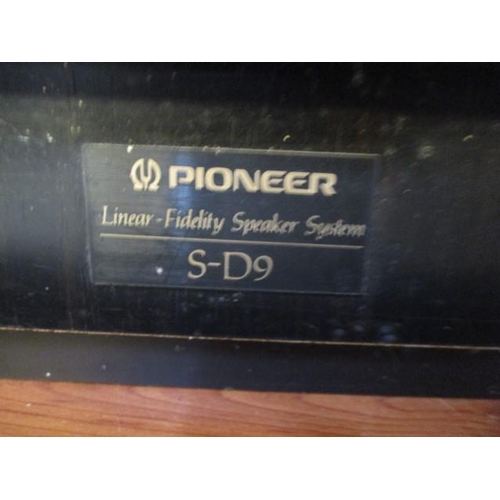 PIONEER
Linear-Fidelity Speaker System
S-D9